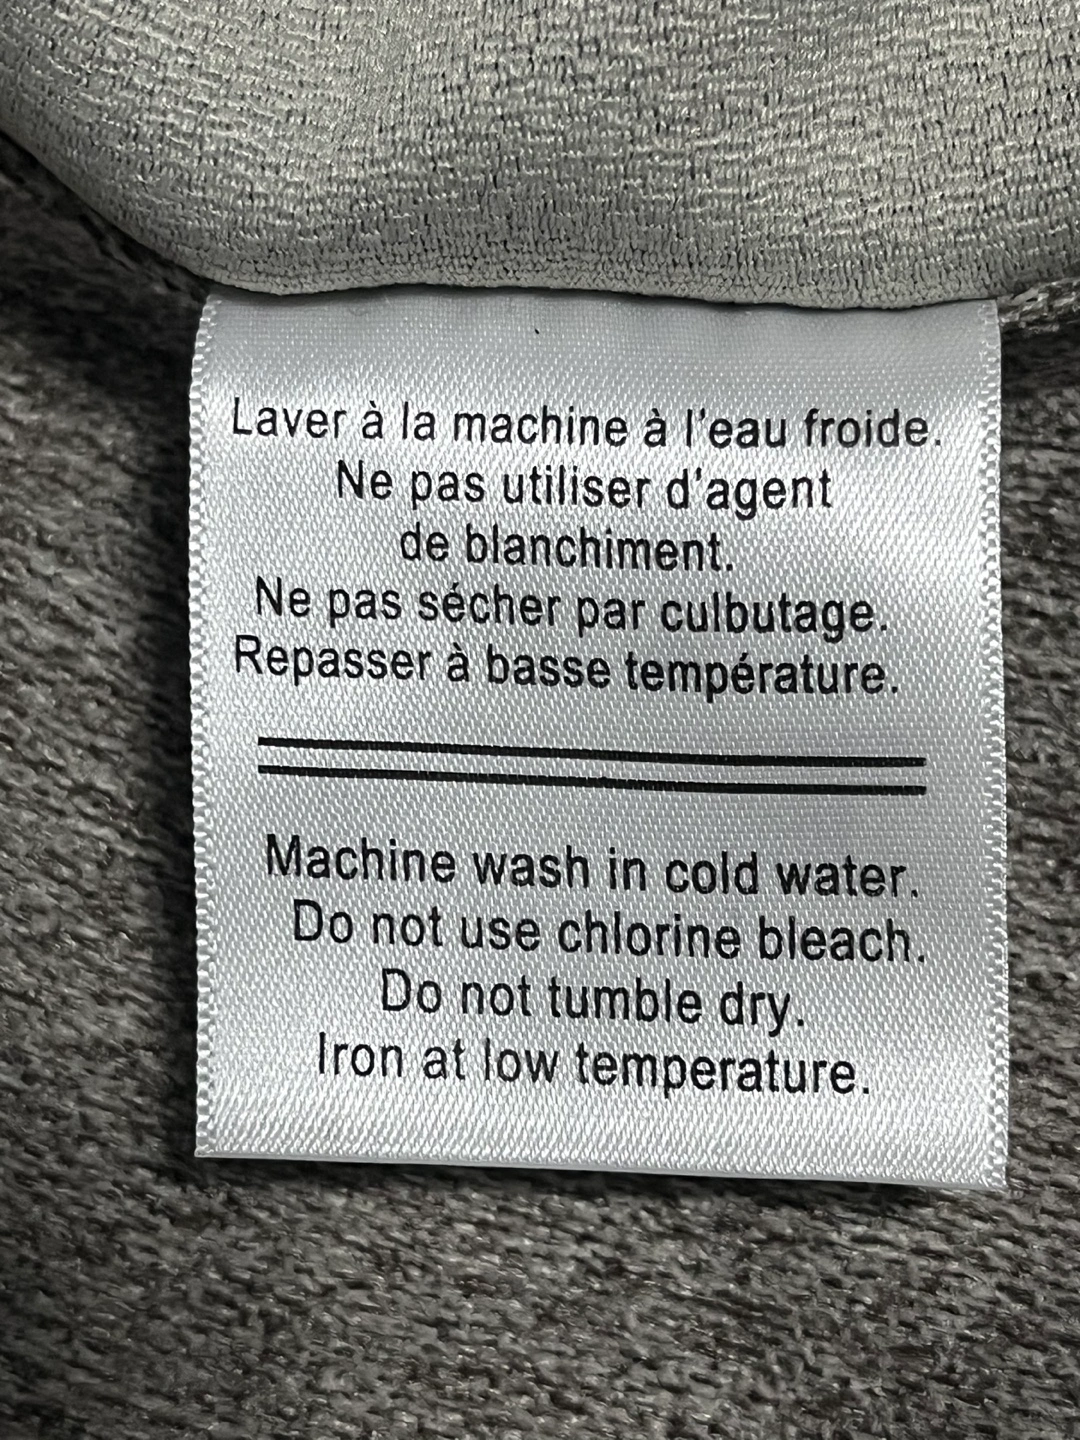 Laver à la machine à l'eau froide.
Ne pas utiliser d'agent
de blanchiment.
Ne pas sécher par culbutage.
Repasser à basse température.
Machine wash in cold water.
Do not use chlorine bleach.
Do not tumble dry.
Iron at low temperature.